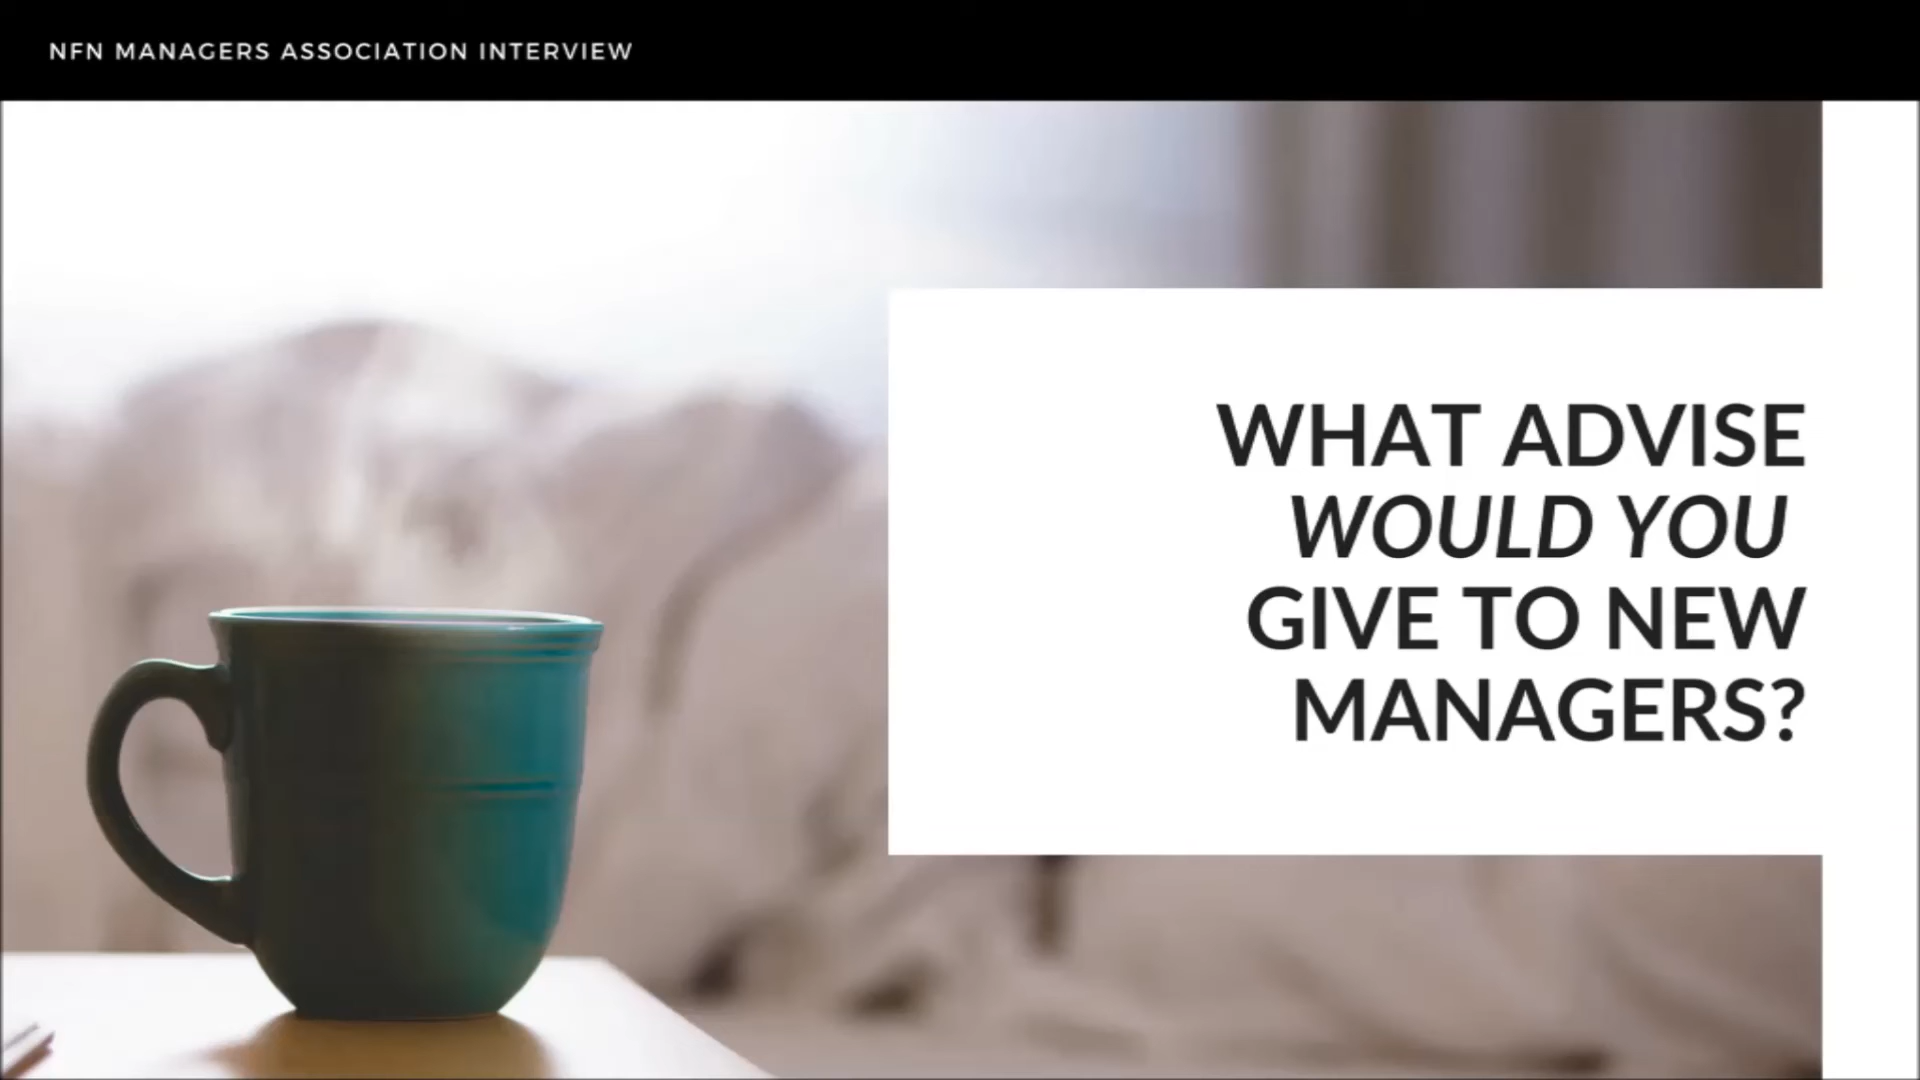 NFN MANAGERS ASSOCIATION INTERVIEW
WHAT ADVISE
WOULD YOU
GIVE TO NEW
MANAGERS?